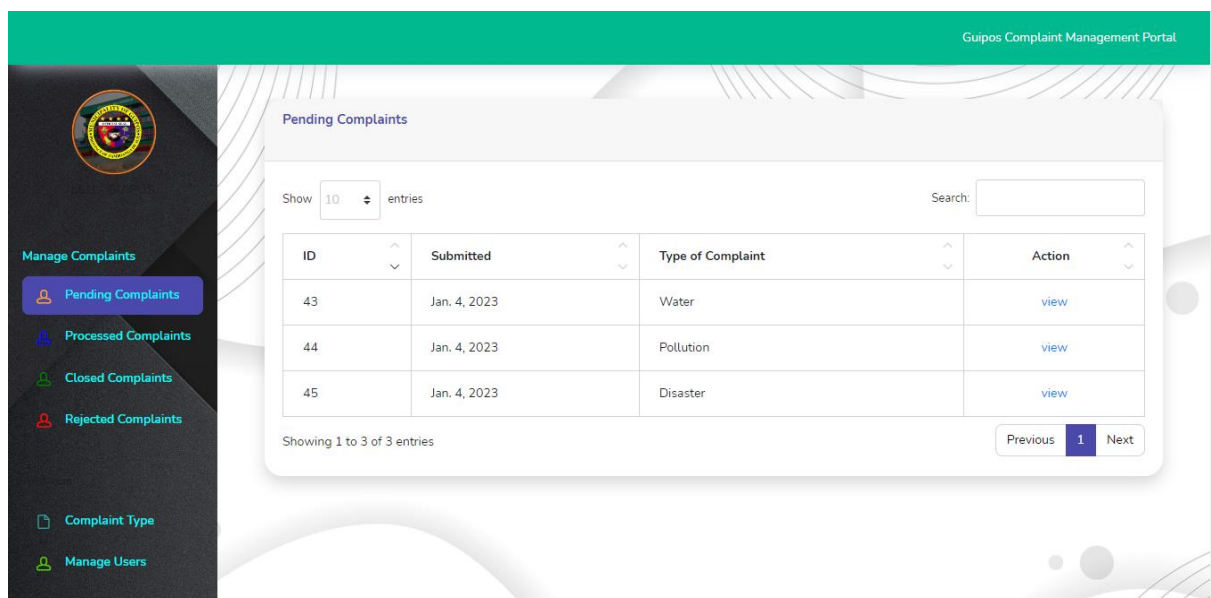 Guipos Complaint Management Portal
Manage Complaints
Pending Complaints
Processed Complaints
Closed Complaints
Rejected Complaints
Complaint Type
Manage Users
Pending Complaints
Show 10 entries
Search:
ID Submitted Type of Complaint Action
43 Jan. 4, 2023 Water view
44 Jan. 4, 2023 Pollution view
45 Jan. 4, 2023 Disaster view
Showing 1 to 3 of 3 entries
Previous 1 Next